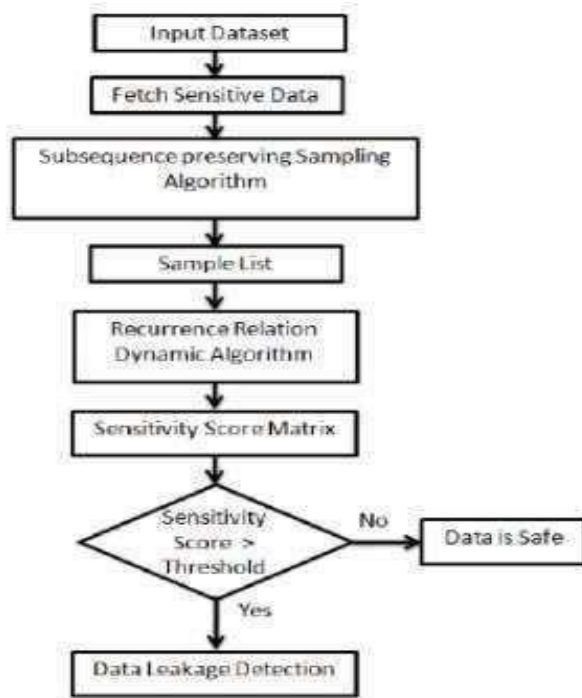 Input Dataset
Fetch Sensitive Data
Subsequence preserving Sampling
Algorithm
Sample List
Recurrence Relation
Dynamic Algorithm
Sensitivity Score Matrix
Sensitivity
Score >
Threshold
No
Data is Safe
Yes
Data Leakage Detection